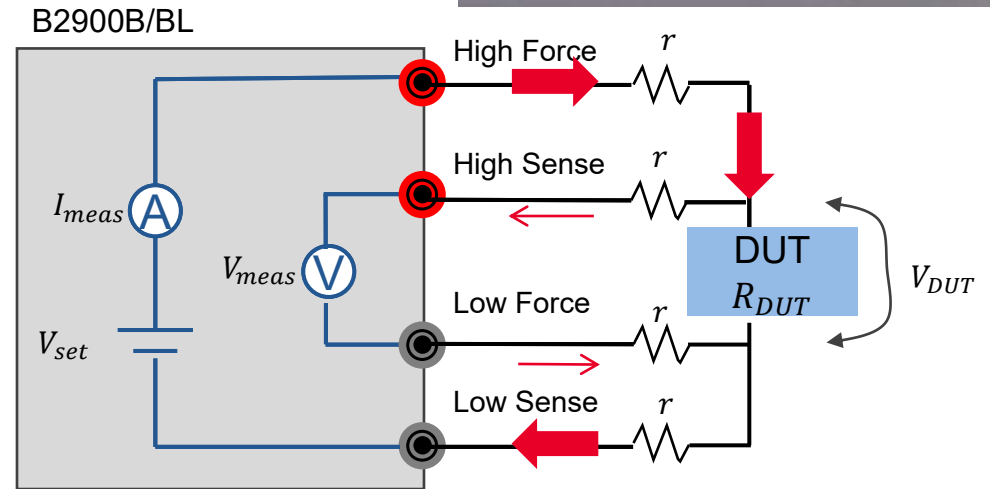 B2900B/BL
High Force
r
High Sense
r
I_meas
A
V_meas
V
DUT
R_DUT
V_DUT
Low Force
r
V_set
Low Sense
r